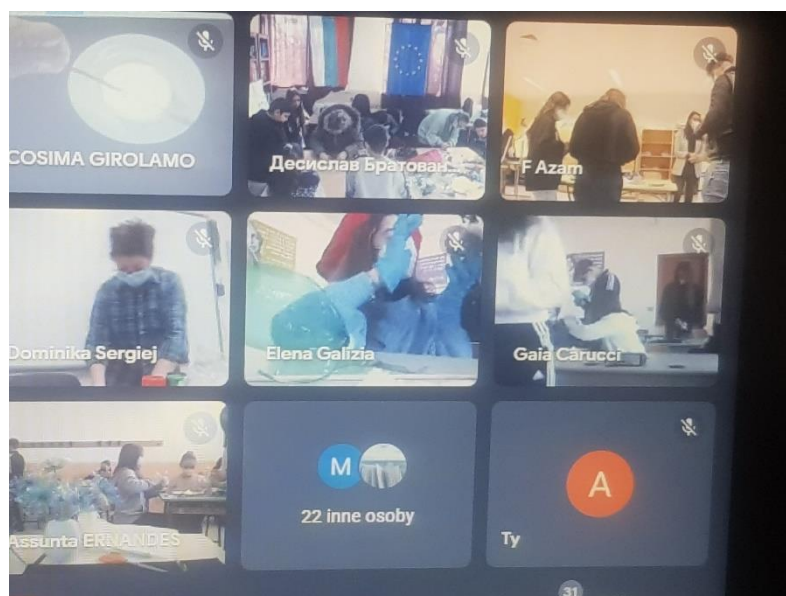 COSIMA GIROLAMO
Десислав Братован...
F Azam
Dominika Sergiej
Elena Galizia
Gaia Carucci
Assunta ERNANDES
M
22 inne osoby
A
Ty
31